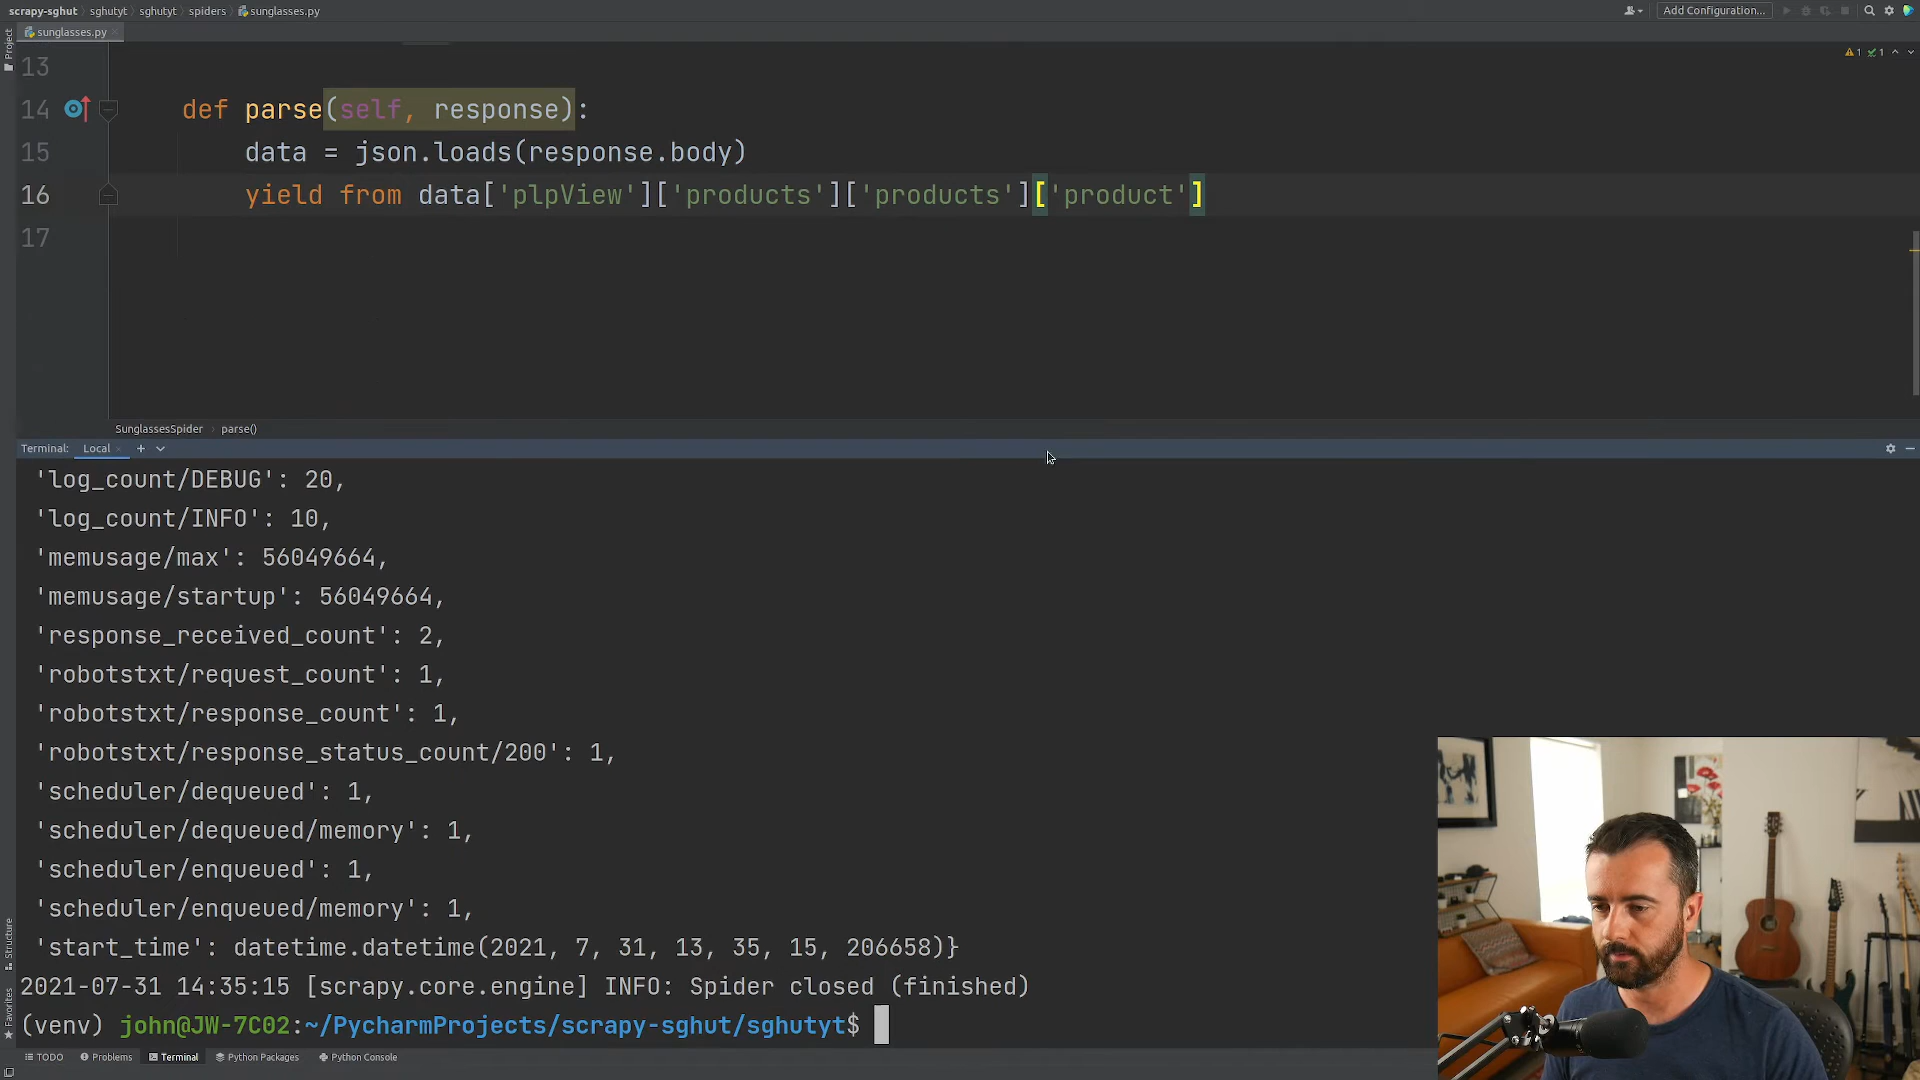 scrapy-sghut sghutyt sghutyt spiders sunglasses.py Add Configuration...
Project
sunglasses.py
1 1
13
14 def parse(self, response):
15 data = json.loads(response.body)
16 yield from data['plpView']['products']['products']['product']
17
SunglassesSpider parse()
Terminal: Local
'log_count/DEBUG': 20,
'log_count/INFO': 10,
'memusage/max': 56049664,
'memusage/startup': 56049664,
'response_received_count': 2,
'robotstxt/request_count': 1,
'robotstxt/response_count': 1,
'robotstxt/response_status_count/200': 1,
'scheduler/dequeued': 1,
'scheduler/dequeued/memory': 1,
'scheduler/enqueued': 1,
'scheduler/enqueued/memory': 1,
'start_time': datetime.datetime(2021, 7, 31, 13, 35, 15, 206658)}
2021-07-31 14:35:15 [scrapy.core.engine] INFO: Spider closed (finished)
(venv) john@JW-7C02:~/PycharmProjects/scrapy-sghut/sghutyt$
Structure
Favorites
TODO Problems Terminal Python Packages Python Console